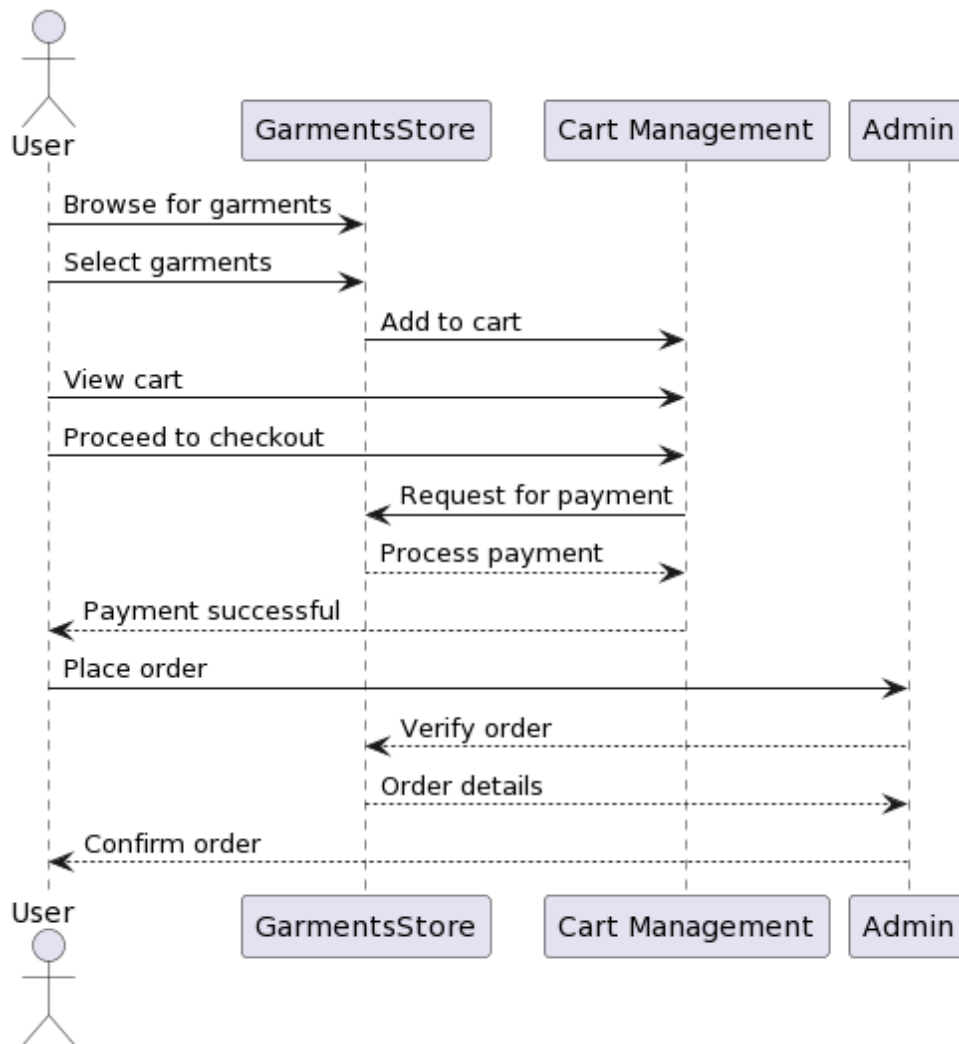 User
GarmentsStore
Cart Management
Admin
Browse for garments
Select garments
Add to cart
View cart
Proceed to checkout
Request for payment
Process payment
Payment successful
Place order
Verify order
Order details
Confirm order
User
GarmentsStore
Cart Management
Admin